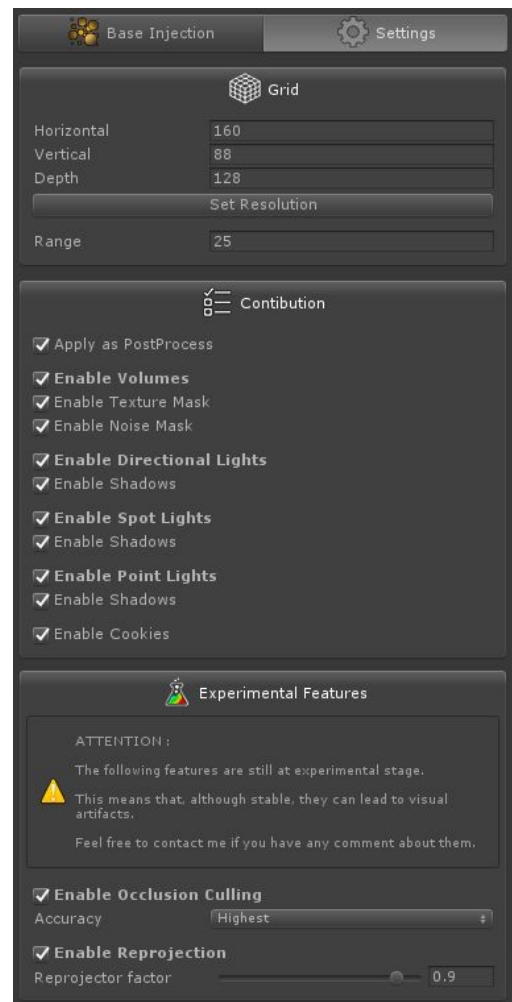 Base Injection
Settings
Grid
Horizontal 160
Vertical 88
Depth 128
Set Resolution
Range 25
Contibution
Apply as PostProcess
Enable Volumes
Enable Texture Mask
Enable Noise Mask
Enable Directional Lights
Enable Shadows
Enable Spot Lights
Enable Shadows
Enable Point Lights
Enable Shadows
Enable Cookies
Experimental Features
ATTENTION :
The following features are still at experimental stage.
This means that, although stable, they can lead to visual
artifacts.
Feel free to contact me if you have any comment about them.
Enable Occlusion Culling
Accuracy Highest
Enable Reprojection
Reprojector factor 0.9